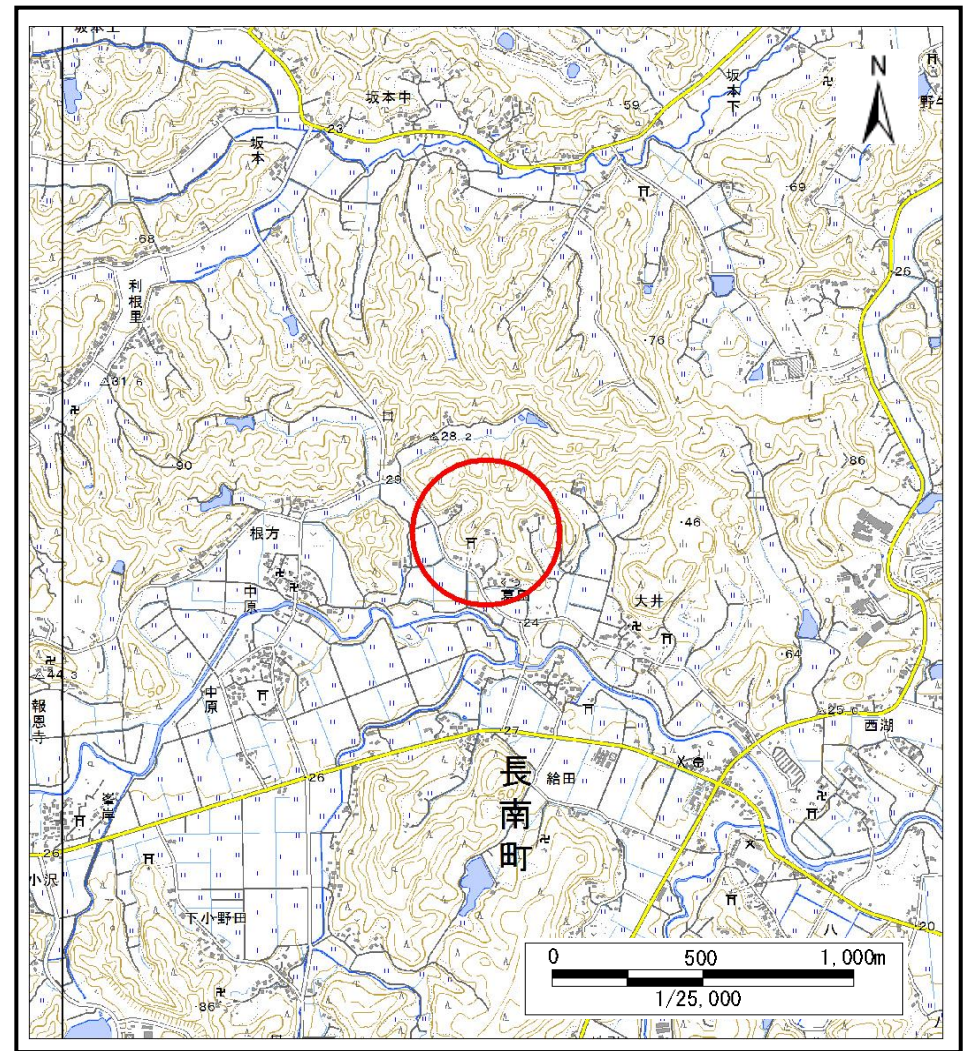 坂本中
59
坂本下
N
23
坂本
69
68
26
利根里
76
31.6
28.2
90
86
29
46
根方
大井
中原
24
64
44.3
報恩寺
中原
25.6
西湖
27
長南町
給田
26
26
小沢
下小野田
20
八
86
0 500 1,000m
1/25,000